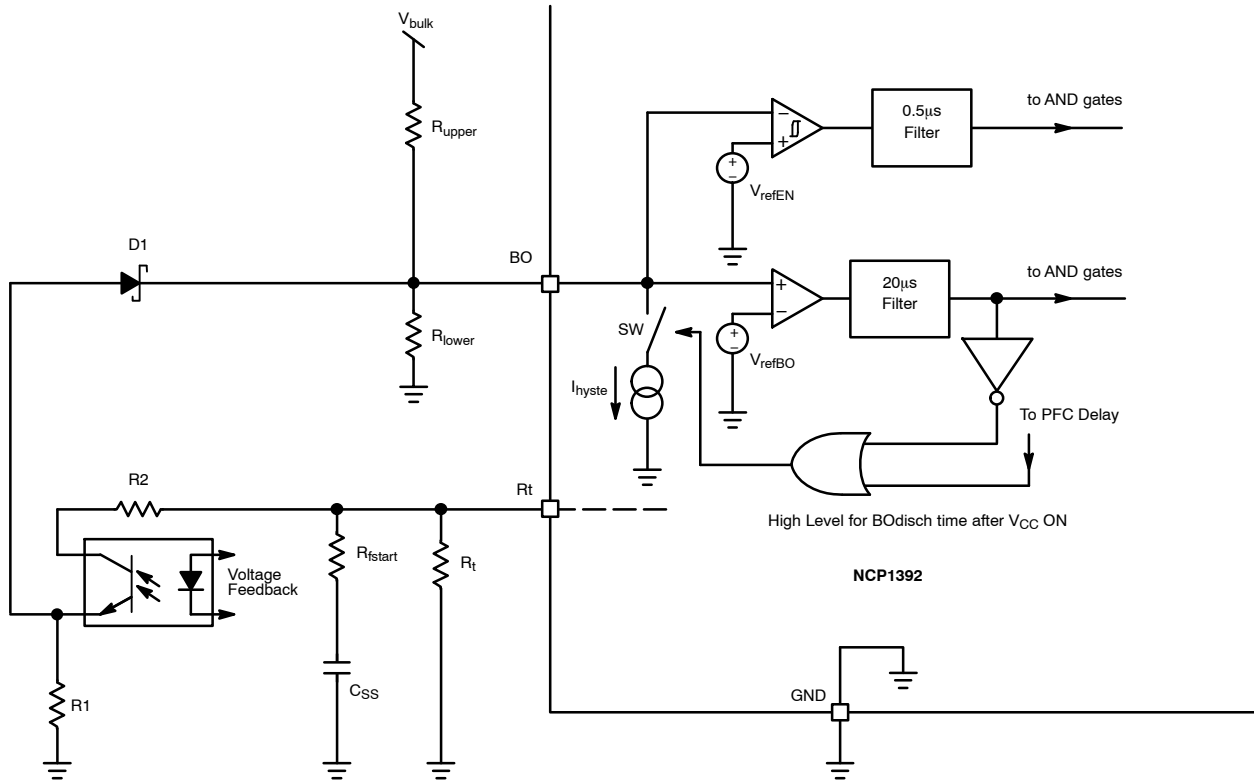 Vbulk
Rupper
D1
Rlower
BO
to AND gates
0.5μs
Filter
VrefEN
to AND gates
20μs
Filter
SW
VrefBO
Ihyste
To PFC Delay
High Level for BOdisch time after VCC ON
NCP1392
R2
Rt
Rfstart
Rt
Voltage
Feedback
R1
CSS
GND